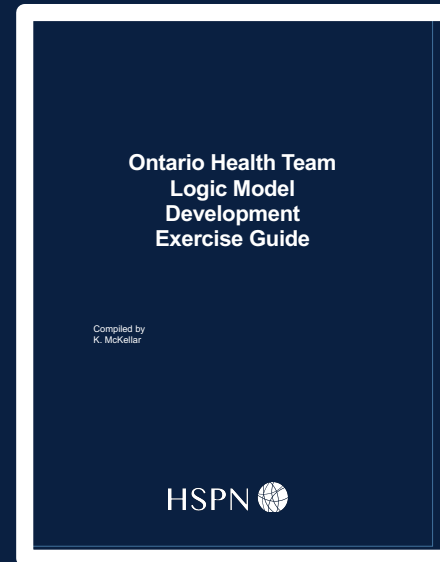 Ontario Health Team
Logic Model
Development
Exercise Guide
Compiled by
K. McKellar
HSPN